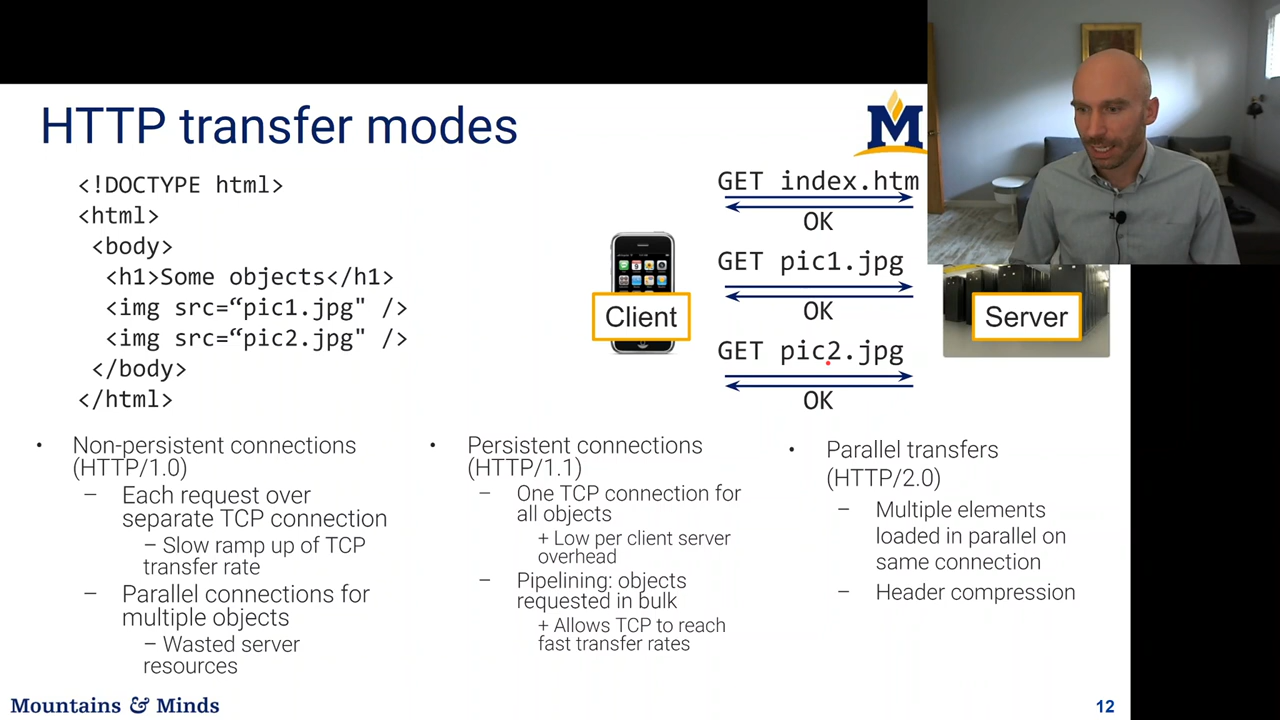 HTTP transfer modes
M
<!DOCTYPE html>
<html>
<body>
<h1>Some objects</h1>
<img src=“pic1.jpg" />
<img src=“pic2.jpg" />
</body>
</html>
GET index.htm
OK
GET pic1.jpg
OK
GET pic2.jpg
OK
Client
Server
• Non-persistent connections
(HTTP/1.0)
– Each request over
separate TCP connection
– Slow ramp up of TCP
transfer rate
– Parallel connections for
multiple objects
– Wasted server
resources
• Persistent connections
(HTTP/1.1)
– One TCP connection for
all objects
+ Low per client server
overhead
– Pipelining: objects
requested in bulk
+ Allows TCP to reach
fast transfer rates
• Parallel transfers
(HTTP/2.0)
– Multiple elements
loaded in parallel on
same connection
– Header compression
Mountains & Minds
12